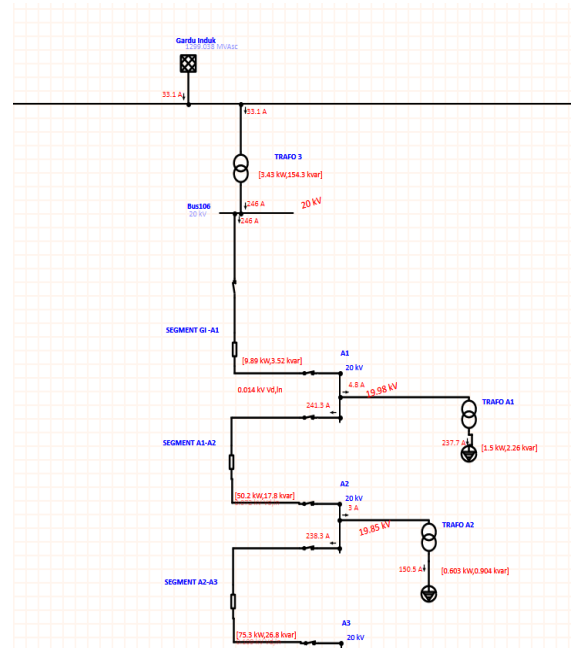 Gardu Induk
1299.038 MVAsc
33.1 A
33.1 A
TRAFO 3
[3.43 kW,154.3 kvar]
246 A
20 kV
Bus106
20 kV
246 A
SEGMENT GI -A1
A1
[9.89 kW,3.52 kvar]
20 kV
4.8 A
0.014 kV Vd,ln
19.98 kV
TRAFO A1
241.3 A
237.7 A
[1.5 kW,2.26 kvar]
SEGMENT A1-A2
A2
[50.2 kW,17.8 kvar]
20 kV
3 A
19.85 kV
TRAFO A2
238.3 A
150.5 A
[0.603 kW,0.904 kvar]
SEGMENT A2-A3
A3
[75.3 kW,26.8 kvar]
20 kV